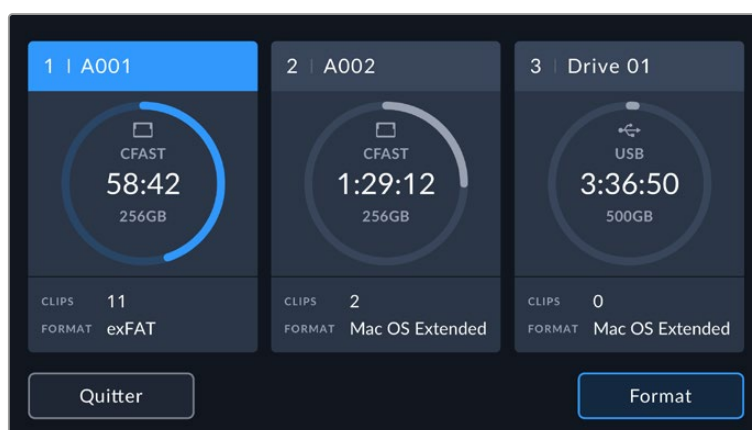 1 | A001
CFAST
58:42
256GB
CLIPS 11
FORMAT exFAT
2 | A002
CFAST
1:29:12
256GB
CLIPS 2
FORMAT Mac OS Extended
3 | Drive 01
USB
3:36:50
500GB
CLIPS 0
FORMAT Mac OS Extended
Quitter
Format